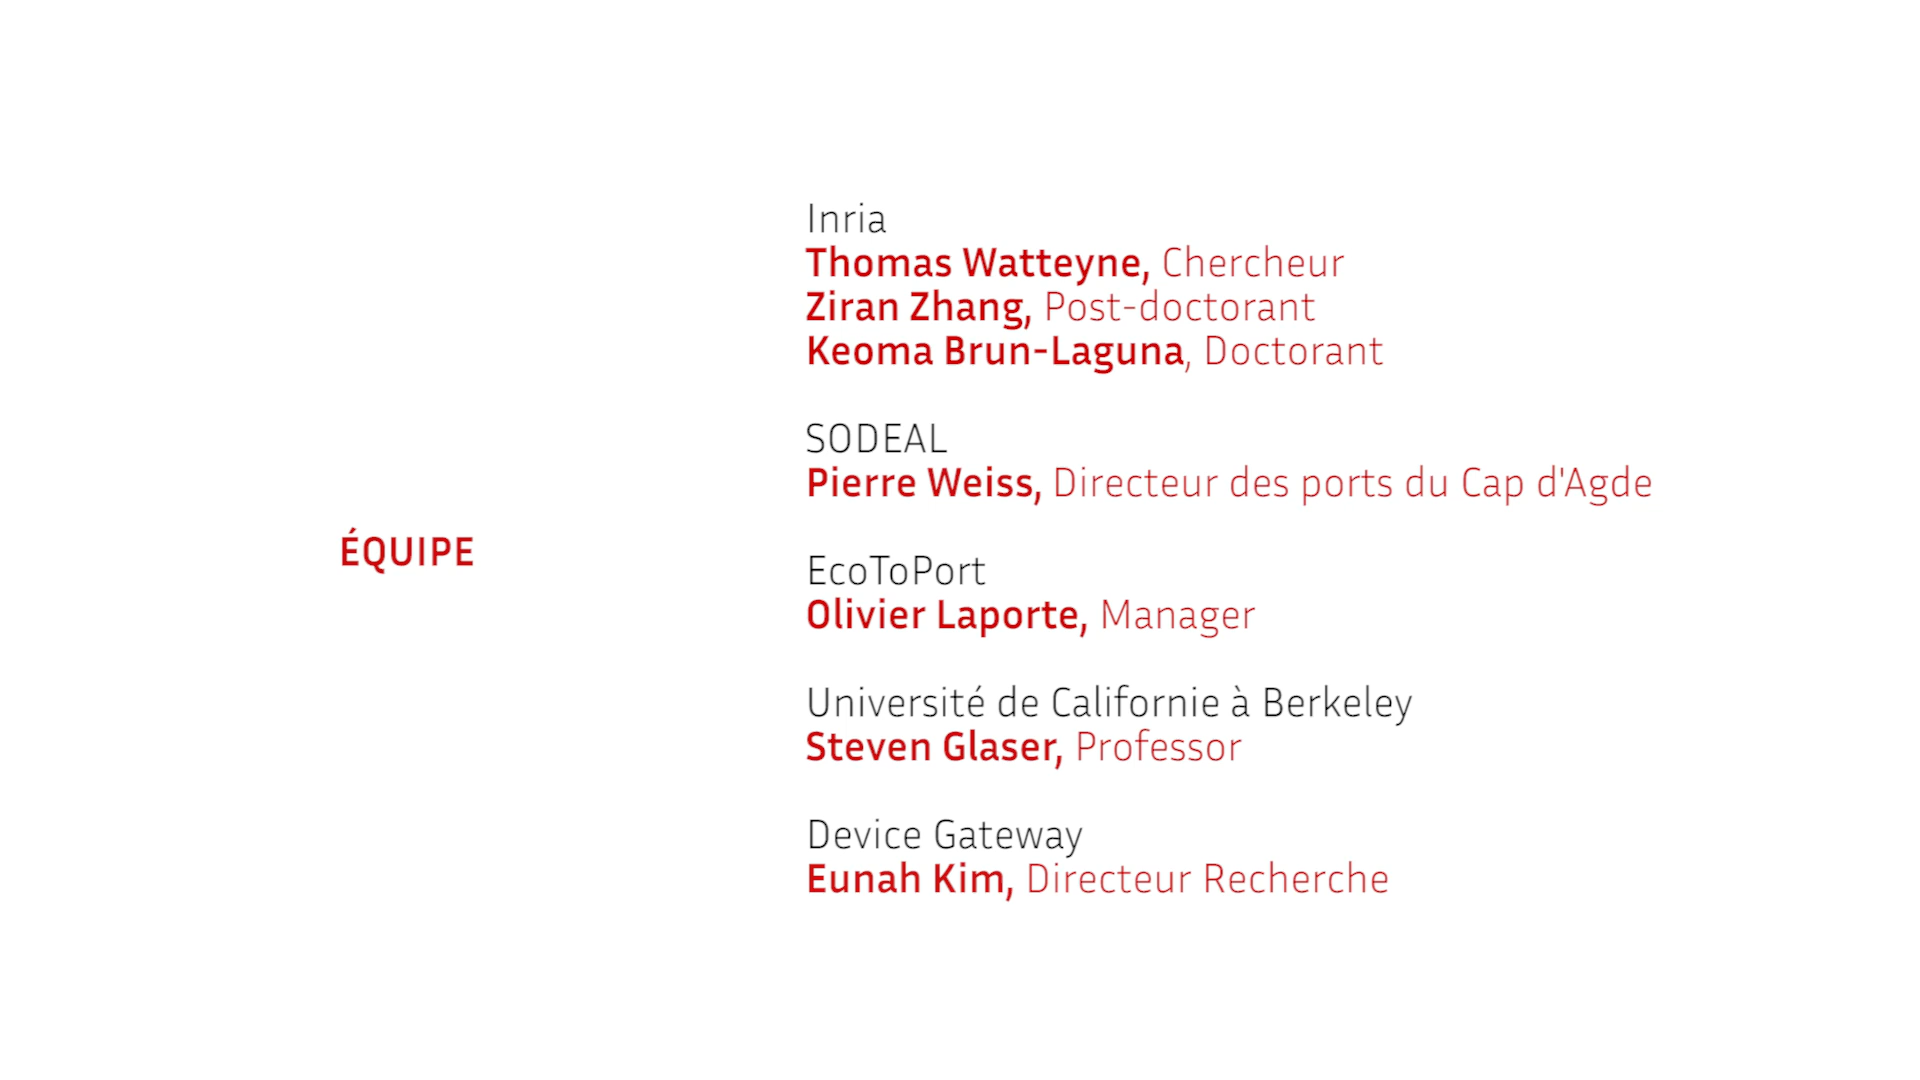 ÉQUIPE
Inria
Thomas Watteyne, Chercheur
Ziran Zhang, Post-doctorant
Keoma Brun-Laguna, Doctorant
SODEAL
Pierre Weiss, Directeur des ports du Cap d'Agde
EcoToPort
Olivier Laporte, Manager
Université de Californie à Berkeley
Steven Glaser, Professor
Device Gateway
Eunah Kim, Directeur Recherche